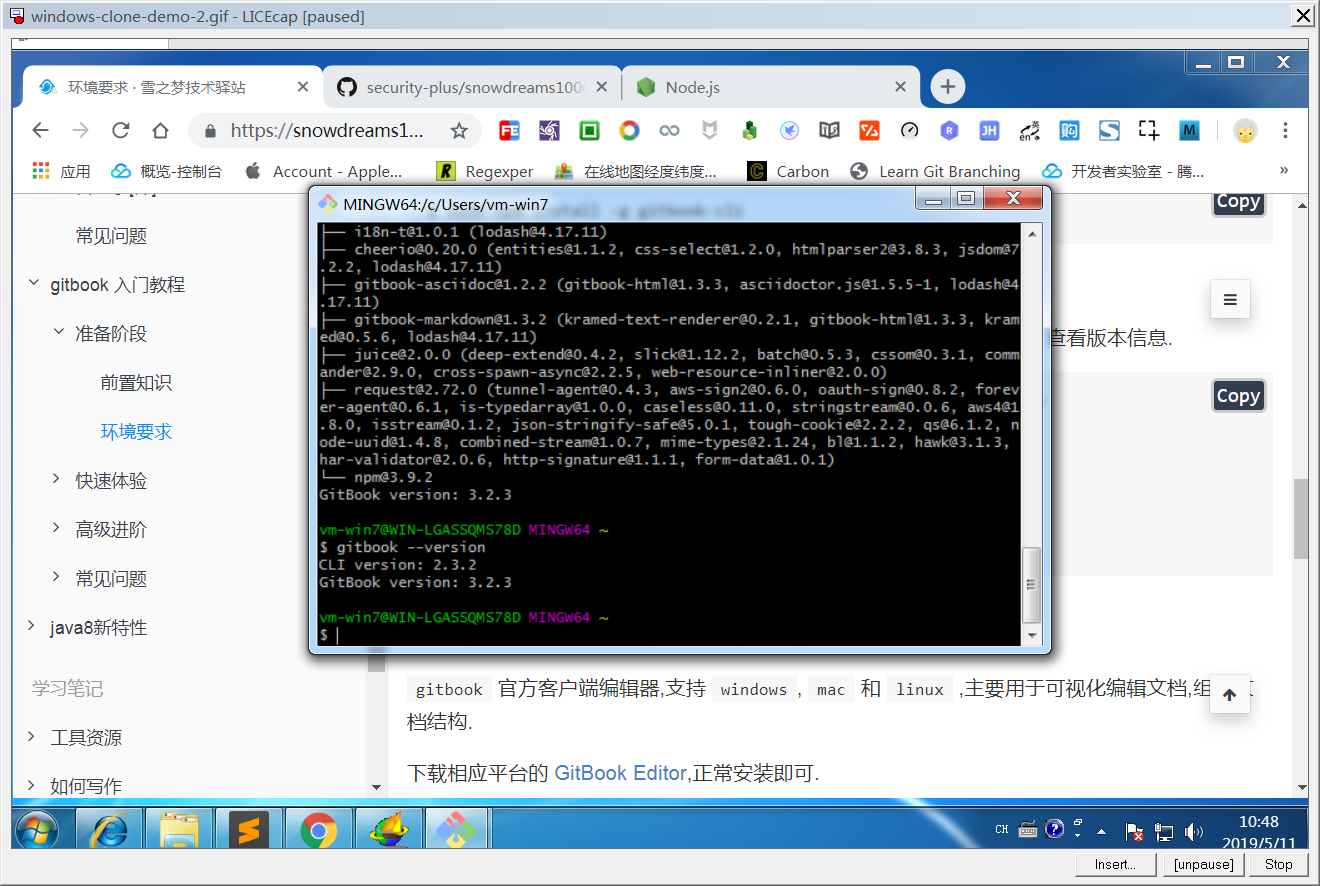 windows-clone-demo-2.gif - LICEcap [paused]
环境要求 · 雪之梦技术驿站
security-plus/snowdreams100
Node.js
https://snowdreams1...
应用
概览-控制台
Account - Apple...
Regexper
在线地图经度纬度...
Carbon
Learn Git Branching
开发者实验室 - 腾...
»
常见问题
gitbook 入门教程
准备阶段
前置知识
环境要求
快速体验
高级进阶
常见问题
java8新特性
学习笔记
工具资源
如何写作
Copy
查看版本信息.
Copy
MINGW64:/c/Users/vm-win7
├── i18n-t@1.0.1 (lodash@4.17.11)
├── cheerio@0.20.0 (entities@1.1.2, css-select@1.2.0, htmlparser2@3.8.3, jsdom@7
.2.2, lodash@4.17.11)
├── gitbook-asciidoc@1.2.2 (gitbook-html@1.3.3, asciidoctor.js@1.5.5-1, lodash@4
.17.11)
├── gitbook-markdown@1.3.2 (kramed-text-renderer@0.2.1, gitbook-html@1.3.3, kram
ed@0.5.6, lodash@4.17.11)
├── juice@2.0.0 (deep-extend@0.4.2, slick@1.12.2, batch@0.5.3, cssom@0.3.1, comm
ander@2.9.0, cross-spawn-async@2.2.5, web-resource-inliner@2.0.0)
├── request@2.72.0 (tunnel-agent@0.4.3, aws-sign2@0.6.0, oauth-sign@0.8.2, forev
er-agent@0.6.1, is-typedarray@1.0.0, caseless@0.11.0, stringstream@0.0.6, aws4@1
.8.0, isstream@0.1.2, json-stringify-safe@5.0.1, tough-cookie@2.2.2, qs@6.1.2, n
ode-uuid@1.4.8, combined-stream@1.0.7, mime-types@2.1.24, bl@1.1.2, hawk@3.1.3,
har-validator@2.0.6, http-signature@1.1.1, form-data@1.0.1)
└── npm@3.9.2
GitBook version: 3.2.3
vm-win7@WIN-LGASSQMS78D MINGW64 ~
$ gitbook --version
CLI version: 2.3.2
GitBook version: 3.2.3
vm-win7@WIN-LGASSQMS78D MINGW64 ~
$
gitbook 官方客户端编辑器,支持 windows , mac 和 linux ,主要用于可视化编辑文档,组
档结构.
下载相应平台的 GitBook Editor,正常安装即可.
CH
10:48
2019/5/11
Insert...
[unpause]
Stop